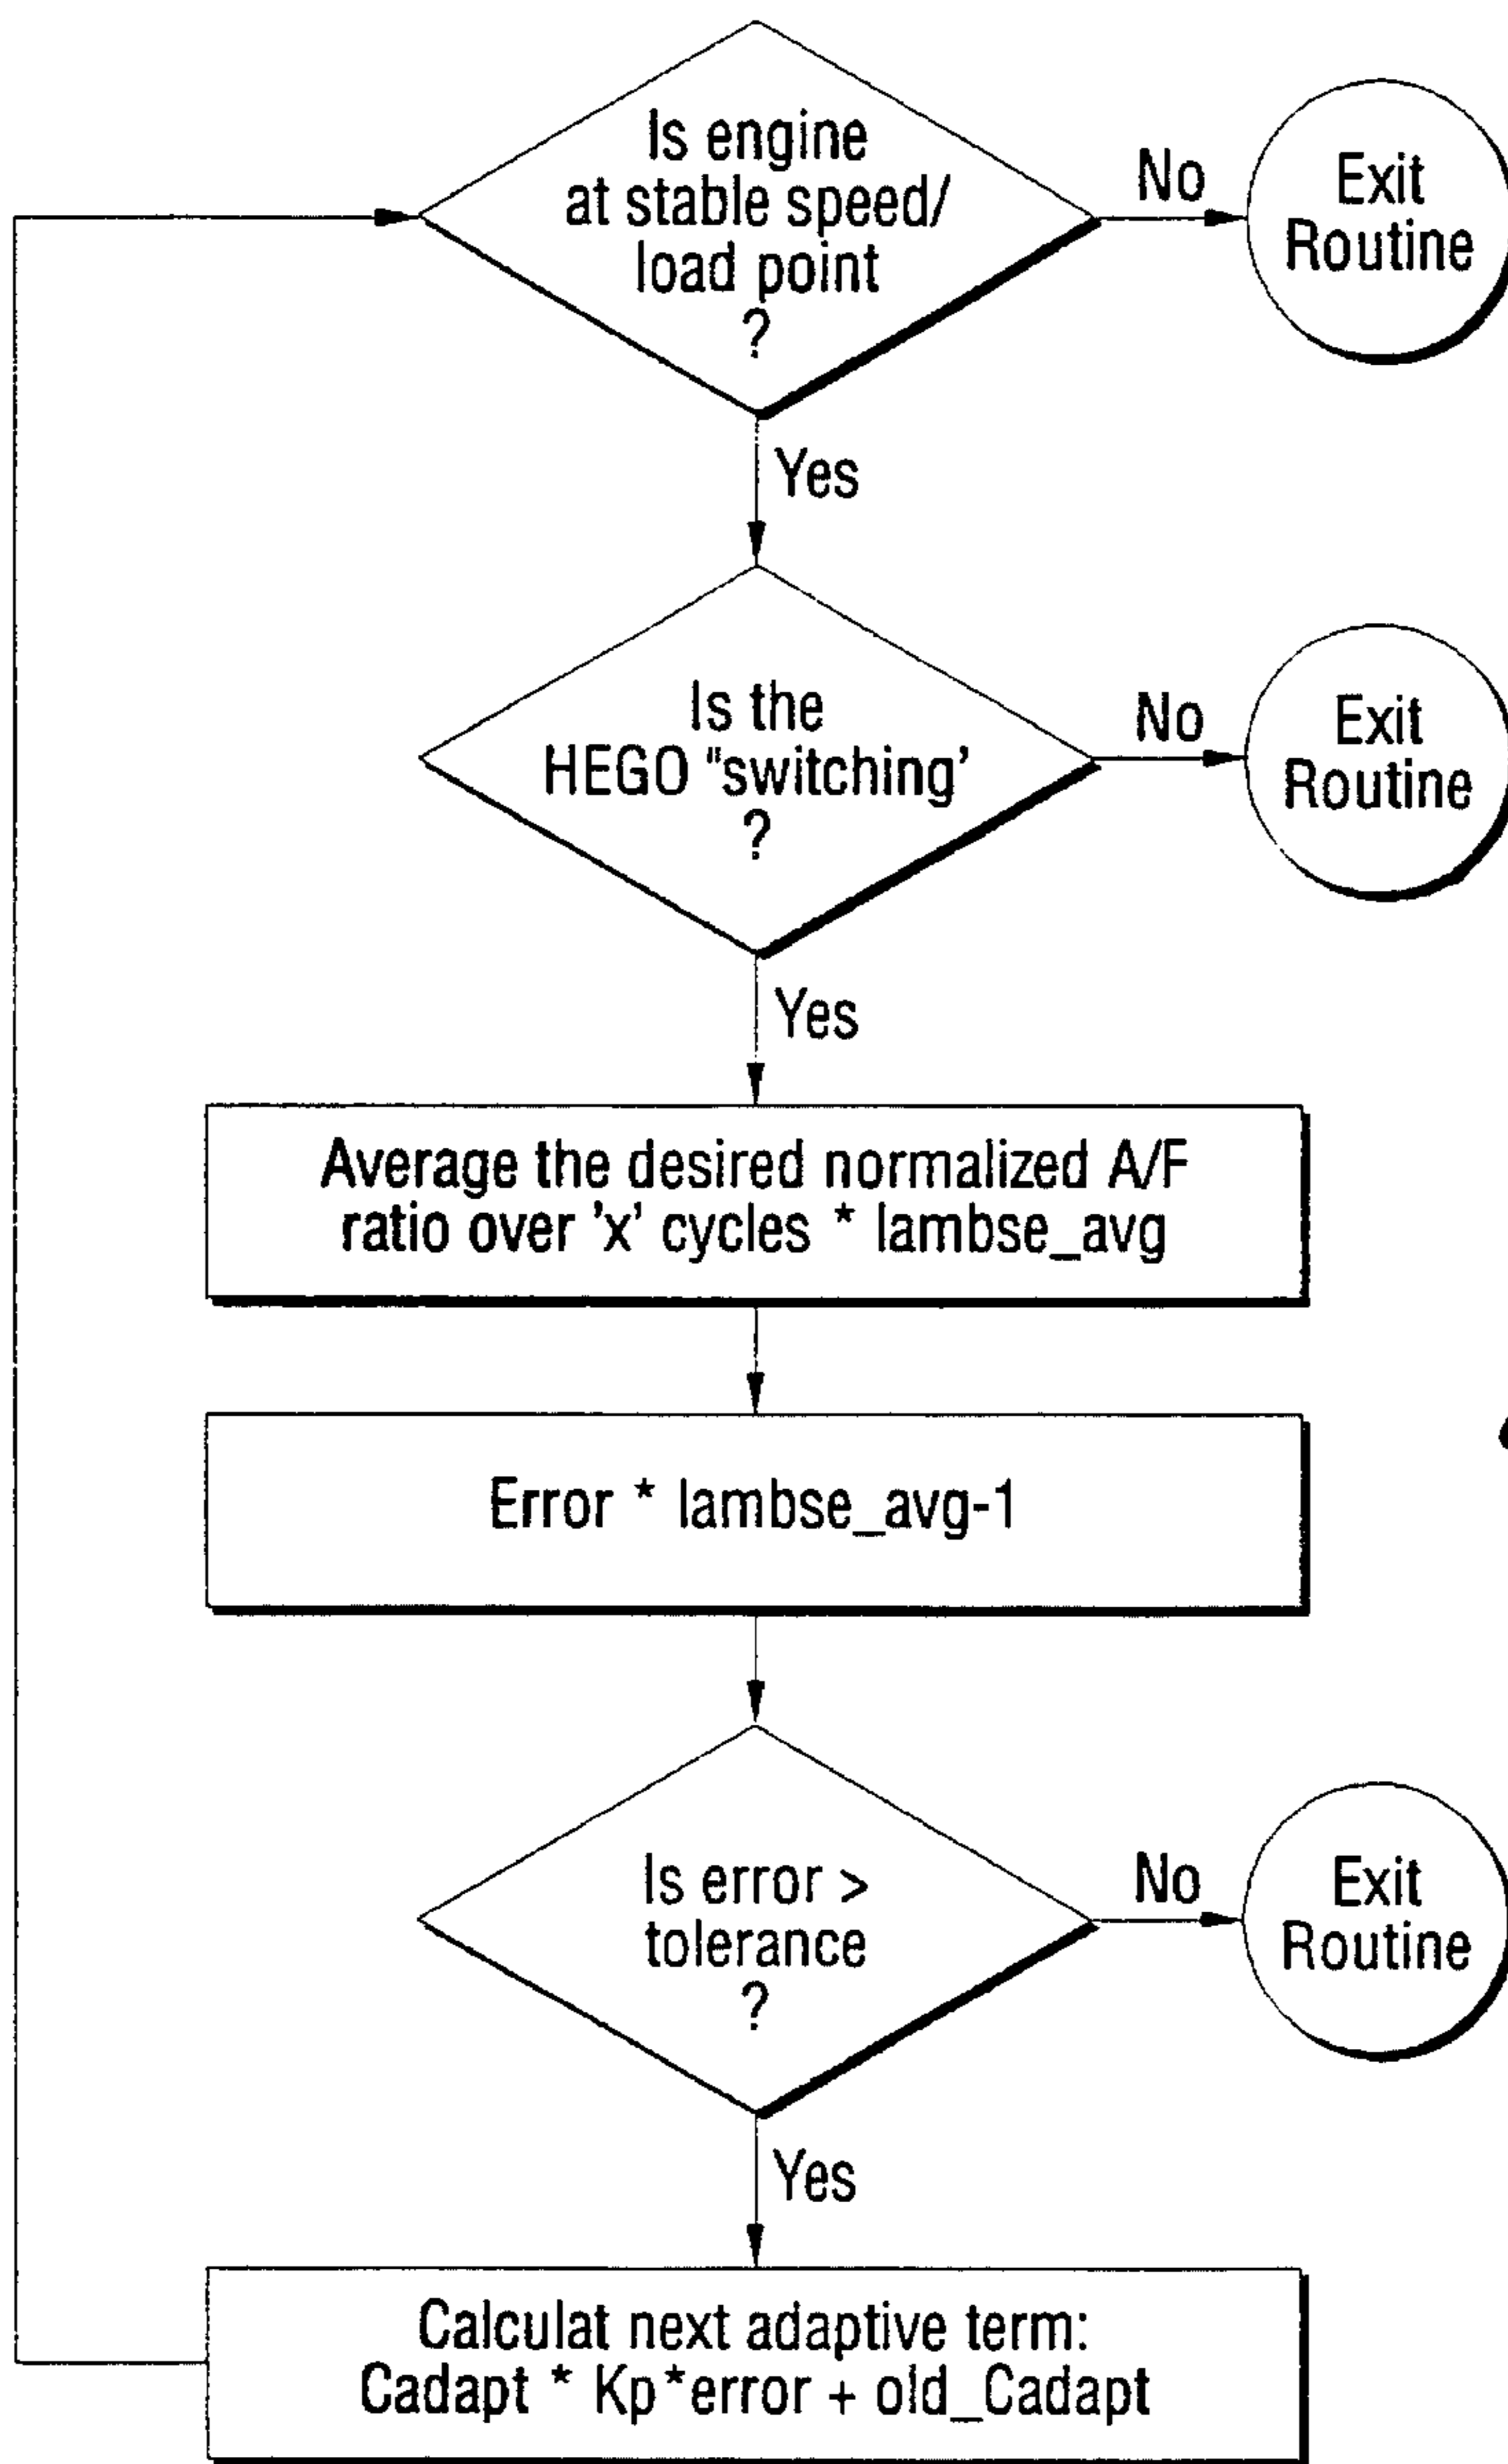 Is engine
at stable speed/
load point
?
No
Exit
Routine
Yes
Is the
HEGO "switching'
?
No
Exit
Routine
Yes
Average the desired normalized A/F
ratio over 'x' cycles * lambse_avg
Error * lambse_avg-1
Is error >
tolerance
?
No
Exit
Routine
Yes
Calculat next adaptive term:
Cadapt * Kp*error + old_Cadapt